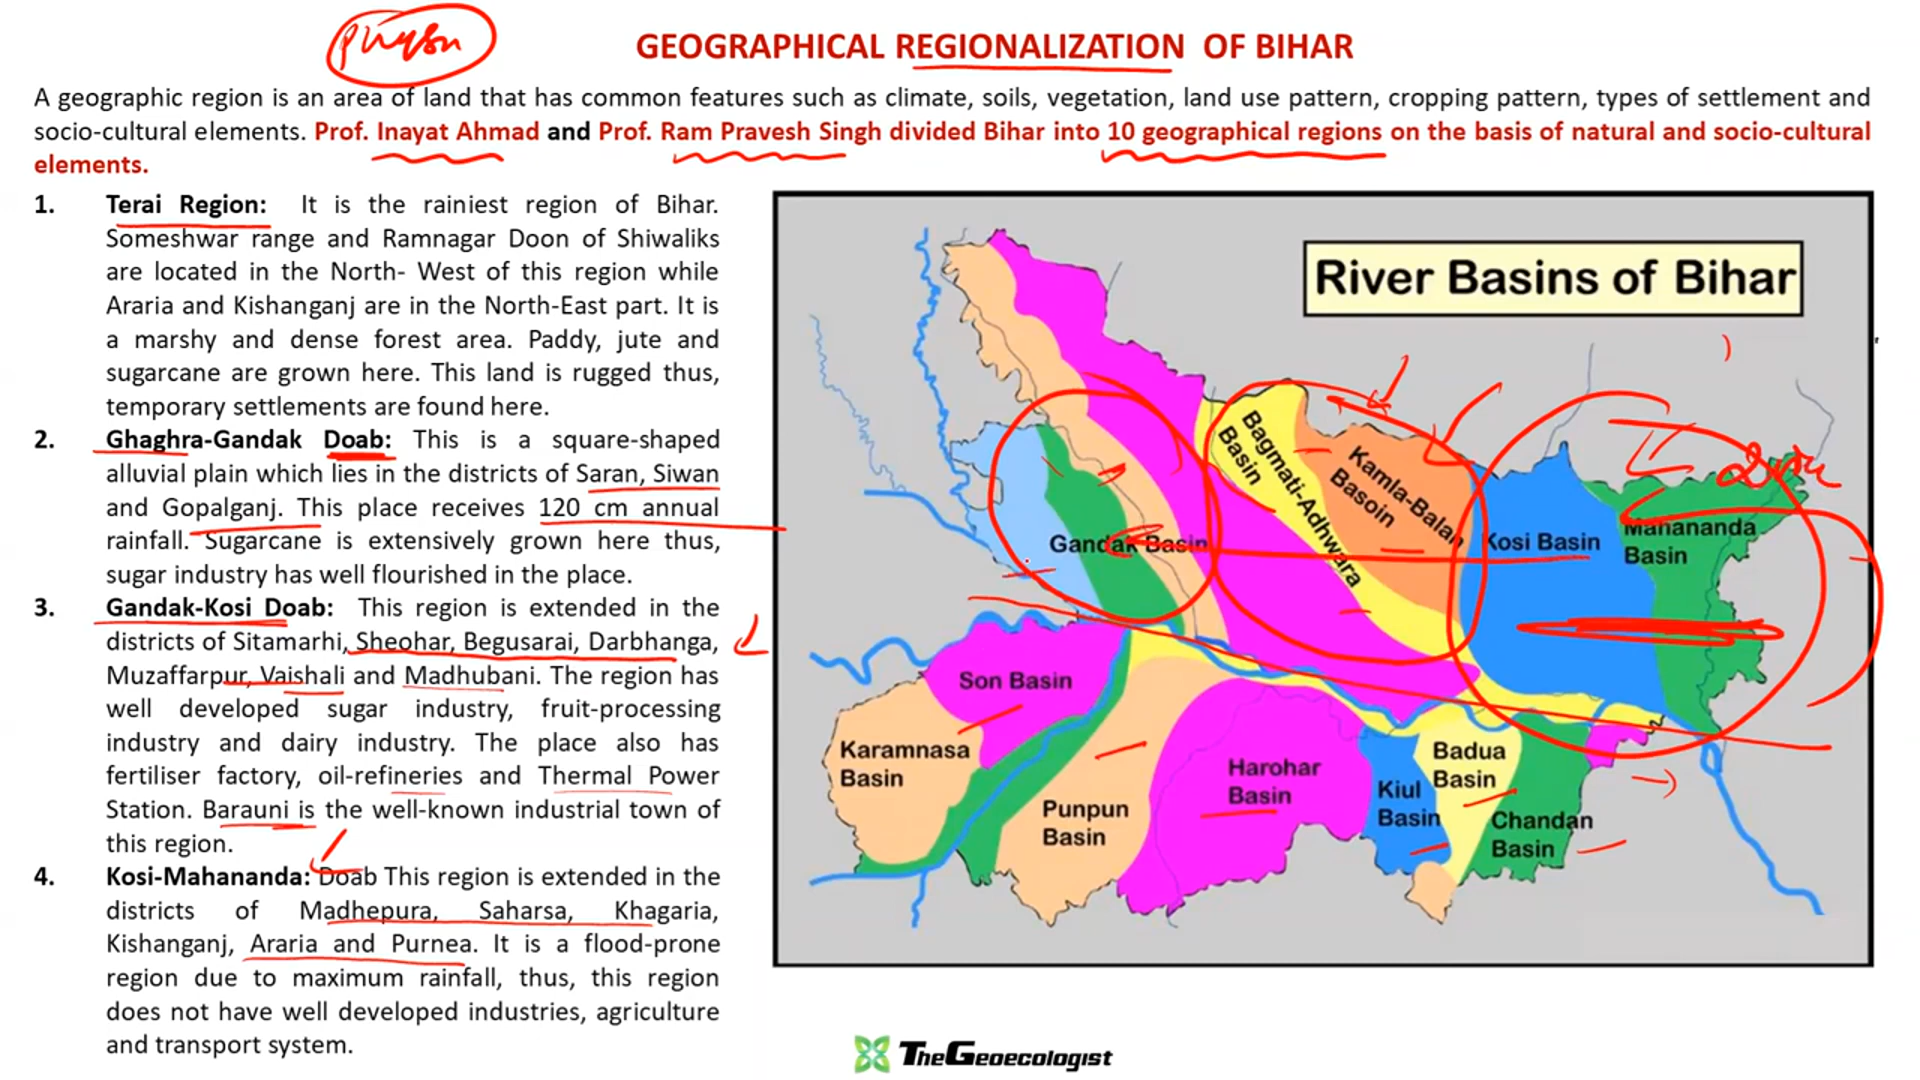 GEOGRAPHICAL REGIONALIZATION OF BIHAR
A geographic region is an area of land that has common features such as climate, soils, vegetation, land use pattern, cropping pattern, types of settlement and
socio-cultural elements. Prof. Inayat Ahmad and Prof. Ram Pravesh Singh divided Bihar into 10 geographical regions on the basis of natural and socio-cultural
elements.
1. Terai Region: It is the rainiest region of Bihar.
Someshwar range and Ramnagar Doon of Shiwaliks
are located in the North- West of this region while
Araria and Kishanganj are in the North-East part. It is
a marshy and dense forest area. Paddy, jute and
sugarcane are grown here. This land is rugged thus,
temporary settlements are found here.
2. Ghaghra-Gandak Doab: This is a square-shaped
alluvial plain which lies in the districts of Saran, Siwan
and Gopalganj. This place receives 120 cm annual
rainfall. Sugarcane is extensively grown here thus,
sugar industry has well flourished in the place.
3. Gandak-Kosi Doab: This region is extended in the
districts of Sitamarhi, Sheohar, Begusarai, Darbhanga,
Muzaffarpur, Vaishali and Madhubani. The region has
well developed sugar industry, fruit-processing
industry and dairy industry. The place also has
fertiliser factory, oil-refineries and Thermal Power
Station. Barauni is the well-known industrial town of
this region.
4. Kosi-Mahananda: Doab This region is extended in the
districts of Madhepura, Saharsa, Khagaria,
Kishanganj, Araria and Purnea. It is a flood-prone
region due to maximum rainfall, thus, this region
does not have well developed industries, agriculture
and transport system.
River Basins of Bihar
Bagmati-Adhwara
Basin
Kamla-Balan
Basoin
Gandak Basin
Kosi Basin
Mahananda
Basin
Son Basin
Karamnasa
Basin
Punpun
Basin
Harohar
Basin
Kiul
Basin
Badua
Basin
Chandan
Basin
THEGEOECOLOGIST